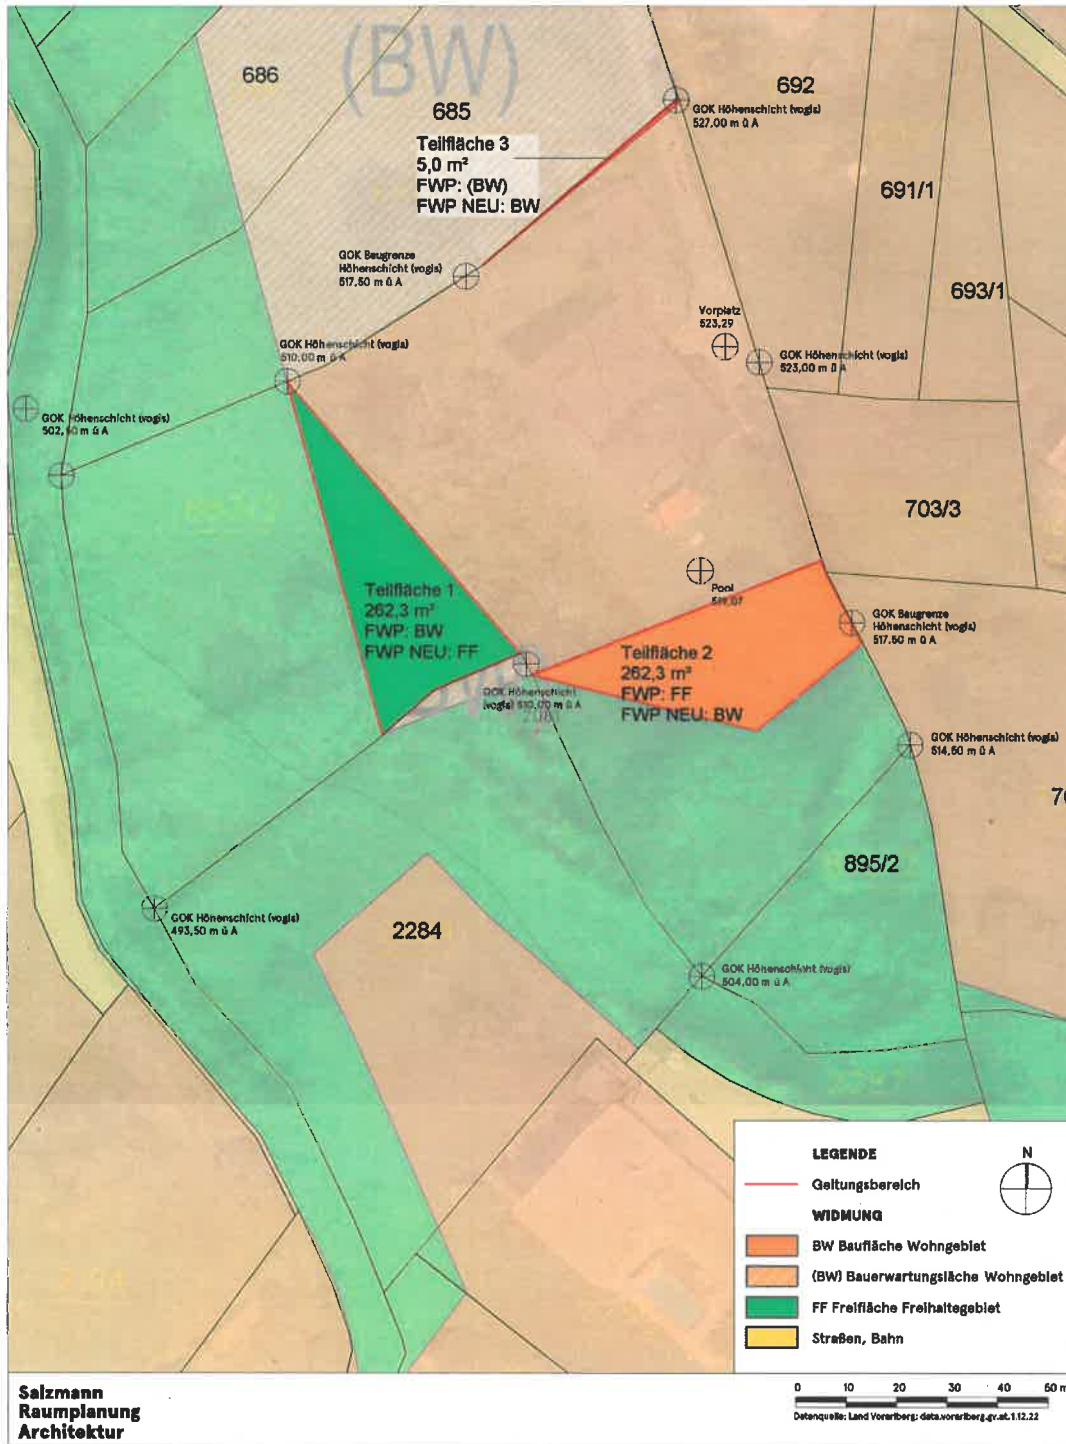 (BW)
686
685
692
GOK Höhenschicht (vogis)
527,00 m ü A
Teilfläche 3
5,0 m²
FWP: (BW)
FWP NEU: BW
691/1
693/1
GOK Baugrenze
Höhenschicht (vogis)
517,50 m ü A
Vorplatz
523,29
GOK Höhenschicht (vogis)
510,00 m ü A
GOK Höhenschicht (vogis)
523,00 m ü A
GOK Höhenschicht (vogis)
703/3
Pool
519,07
Teilfläche 1
262,3 m²
FWP: BW
FWP NEU: FF
GOK Baugrenze
Höhenschicht (vogis)
517,50 m ü A
Teilfläche 2
262,3 m²
FWP: FF
FWP NEU: BW
GOK Höhenschicht
(vogis) 510,00 m ü A
GOK Höhenschicht (vogis)
514,50 m ü A
895/2
GOK Höhenschicht (vogis)
493,50 m ü A
2284
GOK Höhenschicht (vogis)
504,00 m ü A
LEGENDE
N
Geltungsbereich
WIDMUNG
BW Baufläche Wohngebiet
(BW) Bauerwartungsläche Wohngebiet
FF Freifläche Freihaltegebiet
Straßen, Bahn
Salzmann
Raumplanung
Architektur
0 10 20 30 40 50 m
Datenquelle: Land Vorarlberg: data.vorarlberg.gv.at, 1.12.22